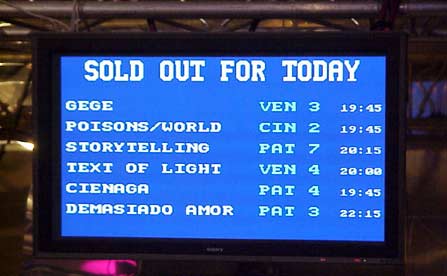 SOLD OUT FOR TODAY
GEGE VEN 3 19:45
POISONS/WORLD CIN 2 19:45
STORYTELLING PAT 7 20:15
TEXT OF LIGHT VEN 4 20:00
CIENAGA PAT 4 19:45
DEMASIADO AMOR PAT 3 22:15
SONY